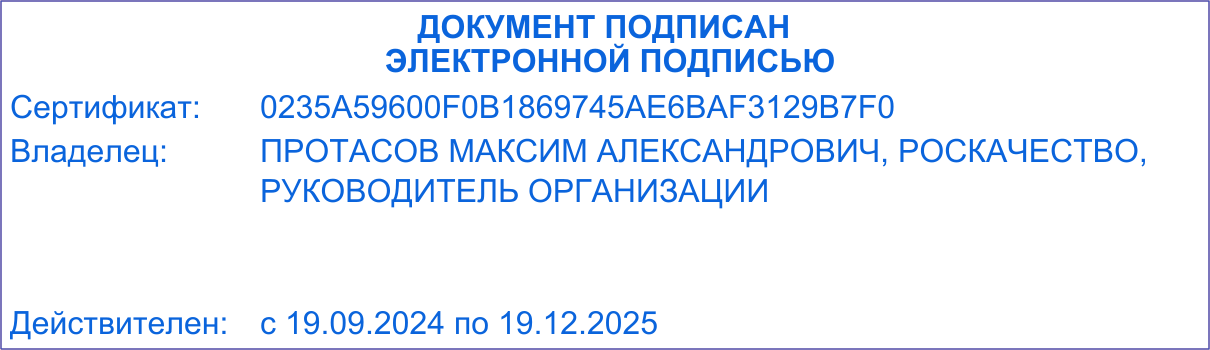 ДОКУМЕНТ ПОДПИСАН
ЭЛЕКТРОННОЙ ПОДПИСЬЮ
Сертификат: 0235A59600F0B1869745AE6BAF3129B7F0
Владелец: ПРОТАСОВ МАКСИМ АЛЕКСАНДРОВИЧ, РОСКАЧЕСТВО,
РУКОВОДИТЕЛЬ ОРГАНИЗАЦИИ
Действителен: с 19.09.2024 по 19.12.2025